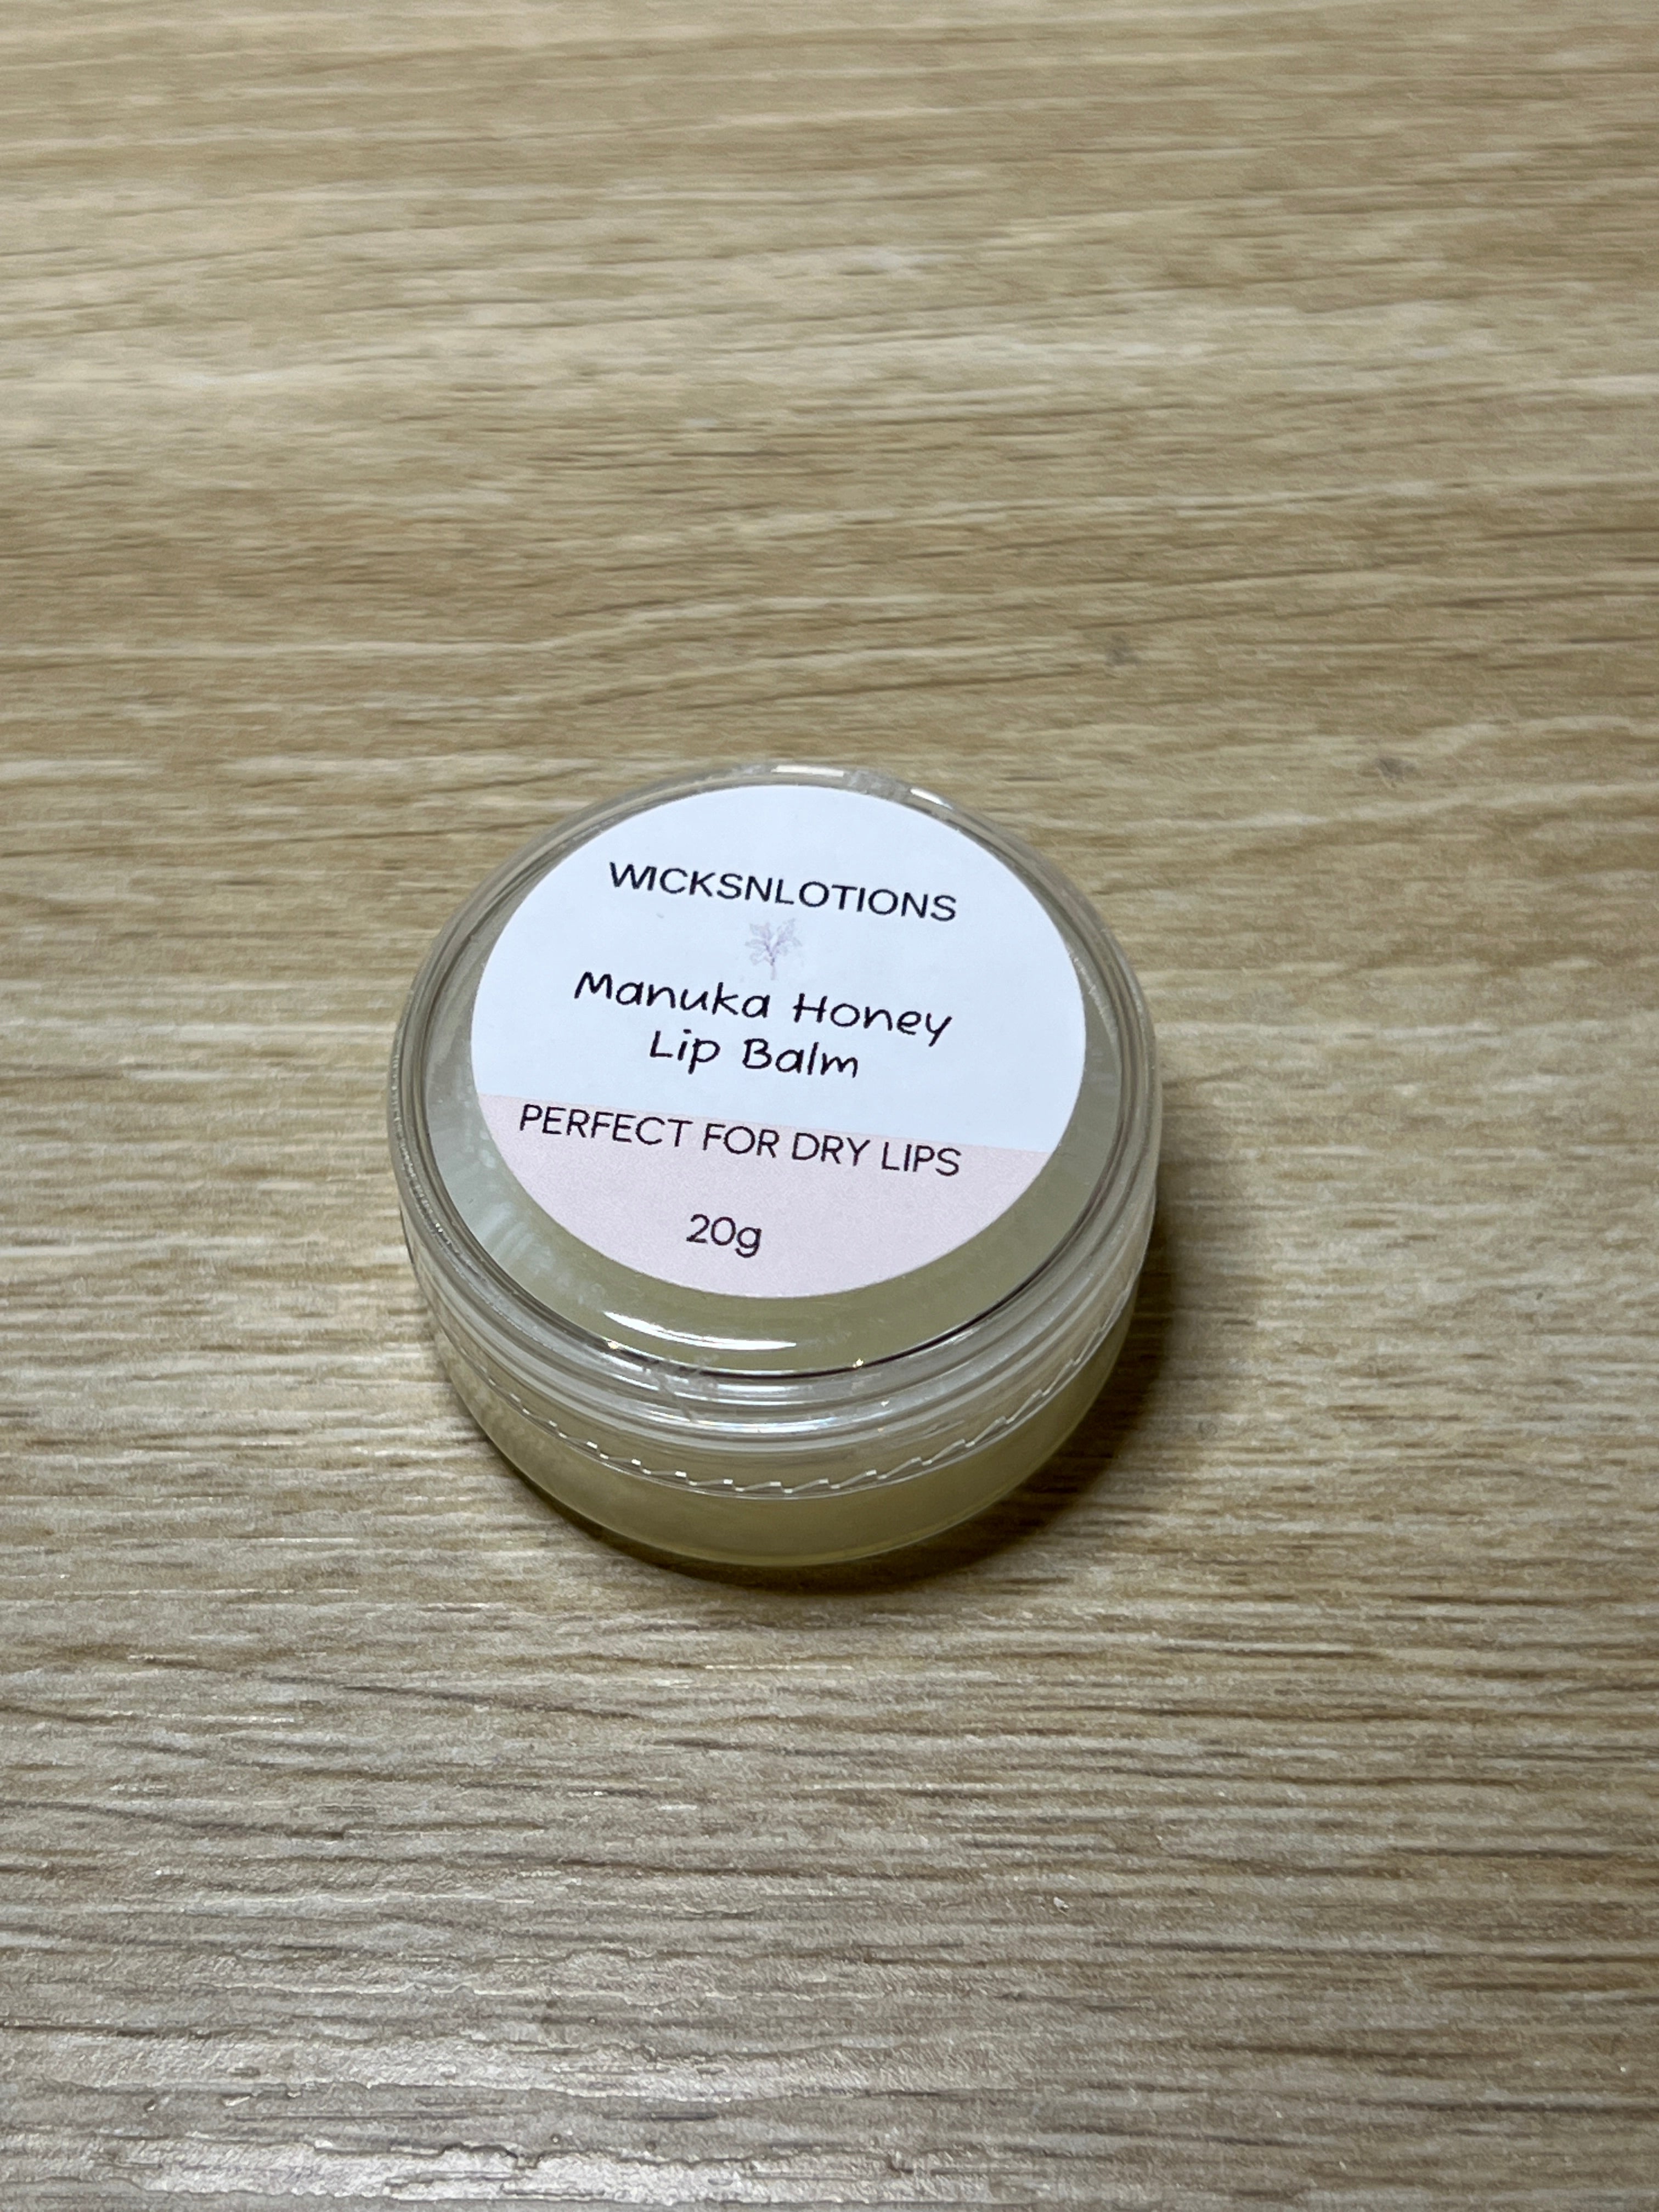 WICKSNLOTIONS
Manuka Honey
Lip Balm
PERFECT FOR DRY LIPS
20g